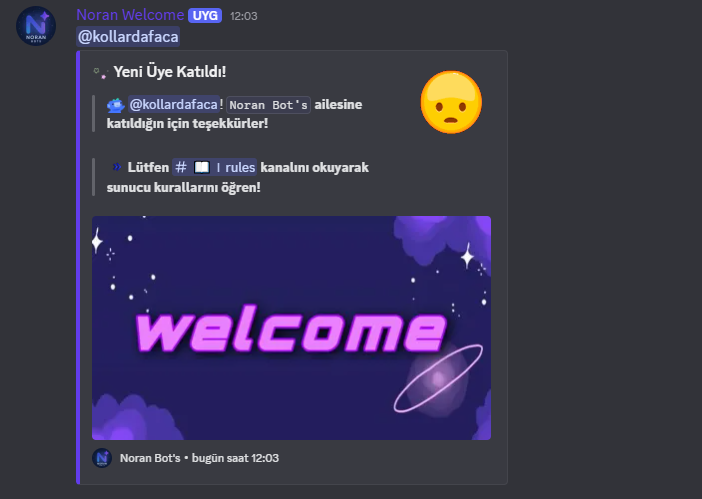 Noran Welcome UYG 12:03
@kollardafaca
Yeni Üye Katıldı!
@kollardafaca! Noran Bot's ailesine
katıldığın için teşekkürler!
Lütfen # 📖 | rules kanalını okuyarak
sunucu kurallarını öğren!
welcome
Noran Bot's • bugün saat 12:03